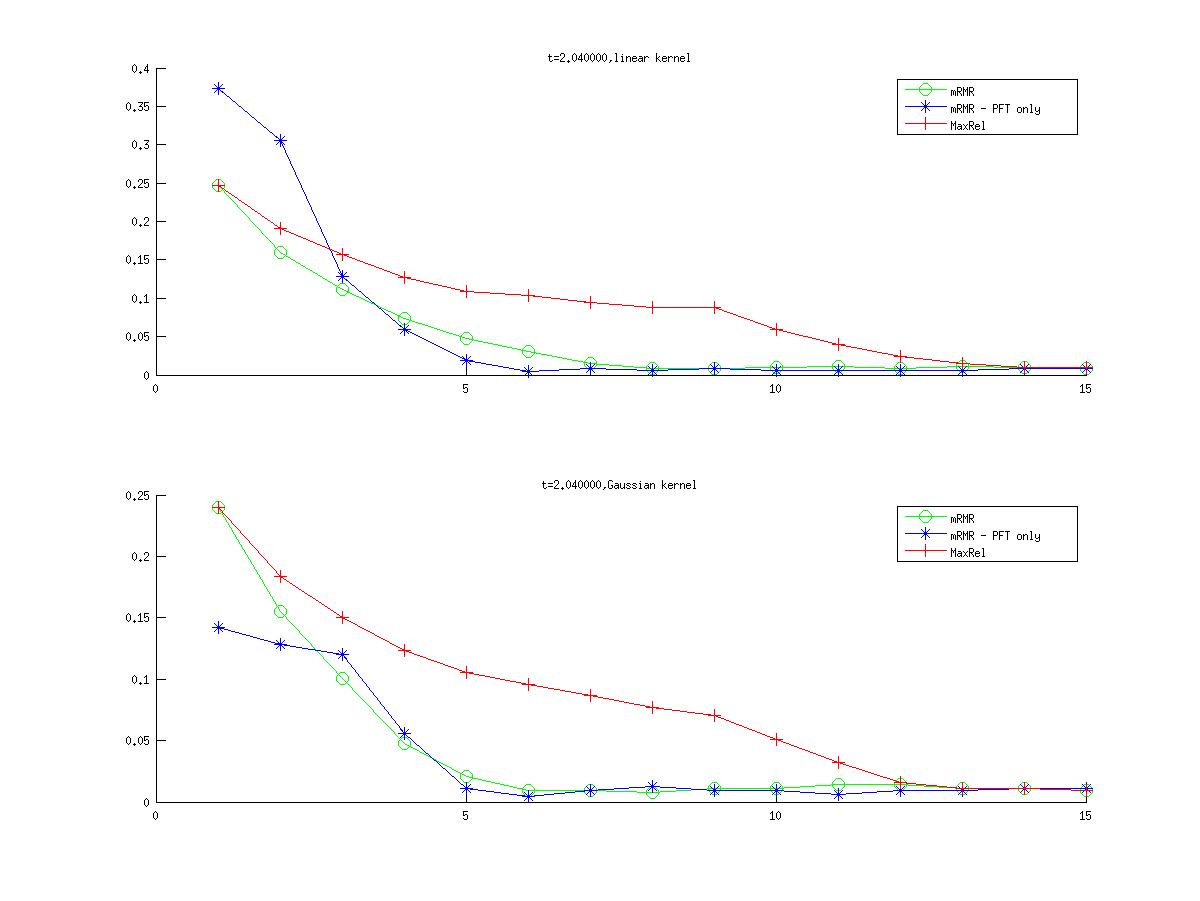 t=2.040000,linear kernel
0.4
0.35
0.3
0.25
0.2
0.15
0.1
0.05
0
0 5 10 15
mRMR
mRMR - PFT only
MaxRel
t=2.040000,Gaussian kernel
0.25
0.2
0.15
0.1
0.05
0
0 5 10 15
mRMR
mRMR - PFT only
MaxRel